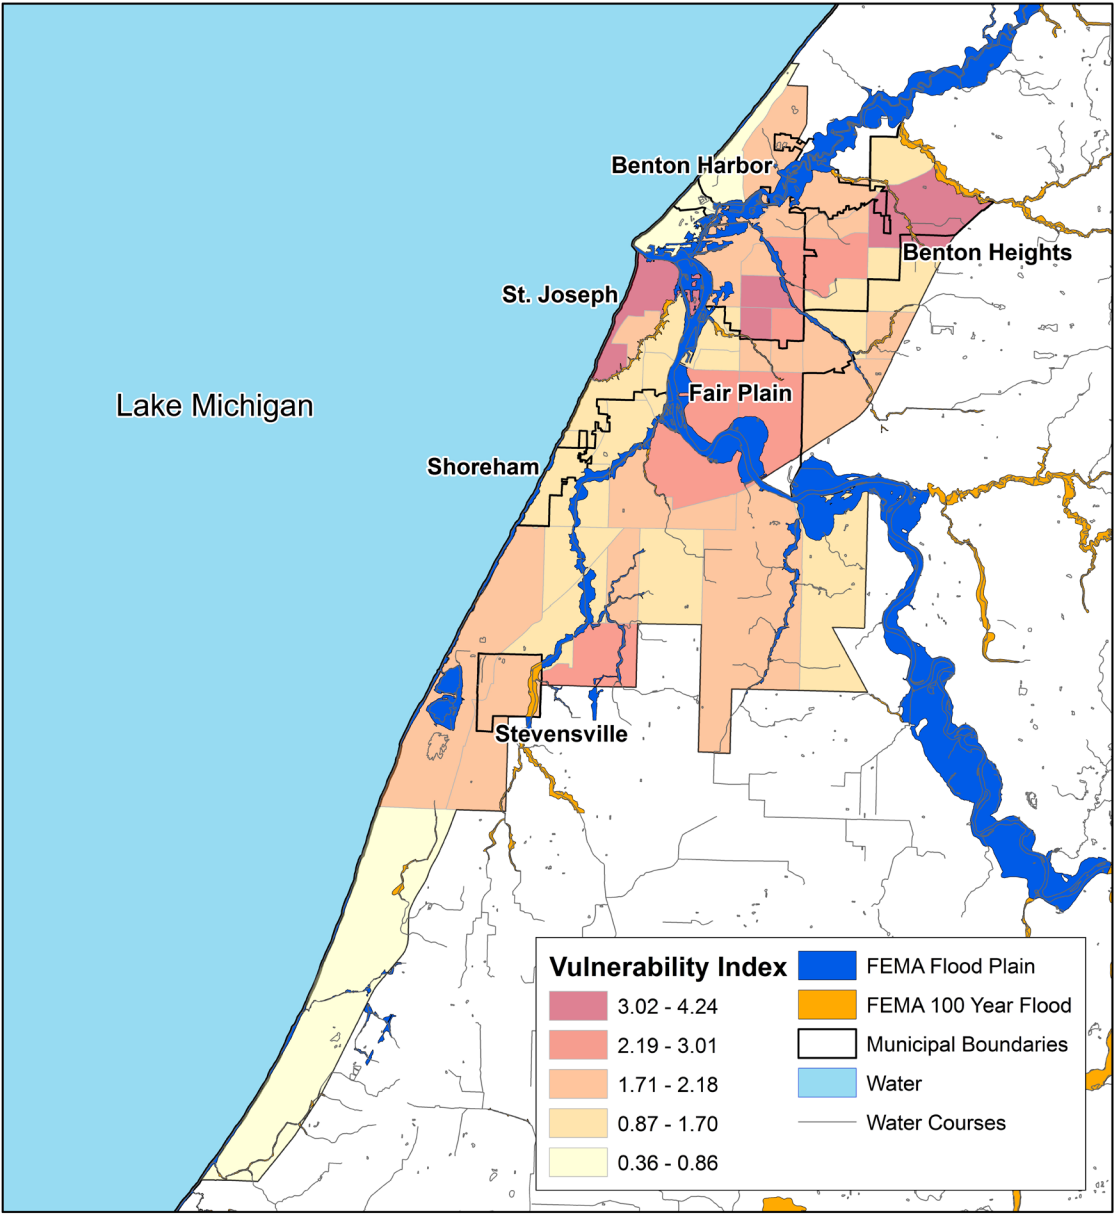 Benton Harbor
Benton Heights
St. Joseph
Fair Plain
Lake Michigan
Shoreham
Stevensville
Vulnerability Index
3.02 - 4.24
2.19 - 3.01
1.71 - 2.18
0.87 - 1.70
0.36 - 0.86
FEMA Flood Plain
FEMA 100 Year Flood
Municipal Boundaries
Water
Water Courses